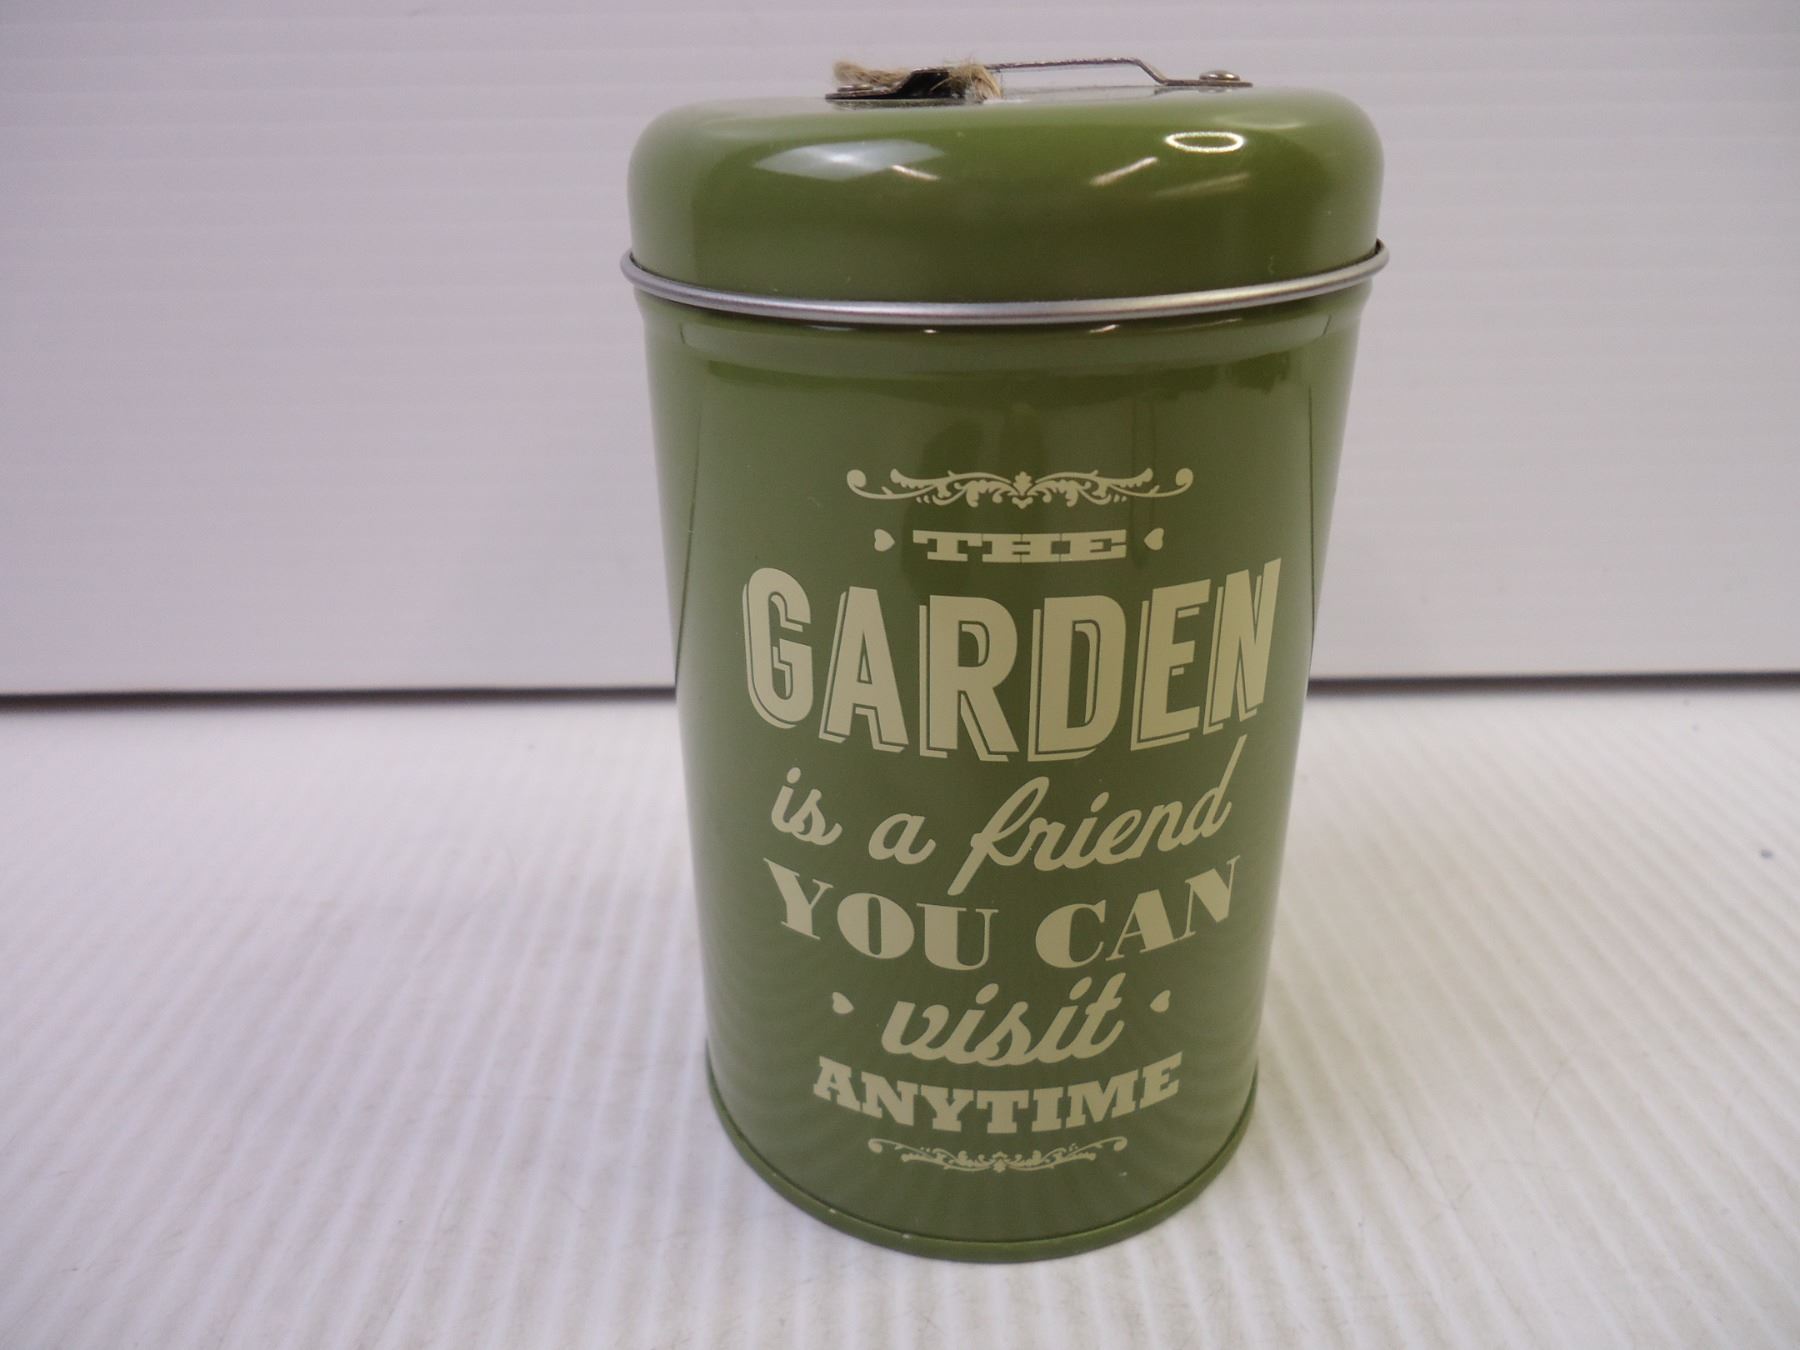 THE
GARDEN
is a friend
YOU CAN
visit
ANYTIME